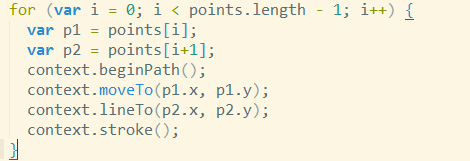 for (var i = 0; i < points.length - 1; i++) {
  var p1 = points[i];
  var p2 = points[i+1];
  context.beginPath();
  context.moveTo(p1.x, p1.y);
  context.lineTo(p2.x, p2.y);
  context.stroke();
}